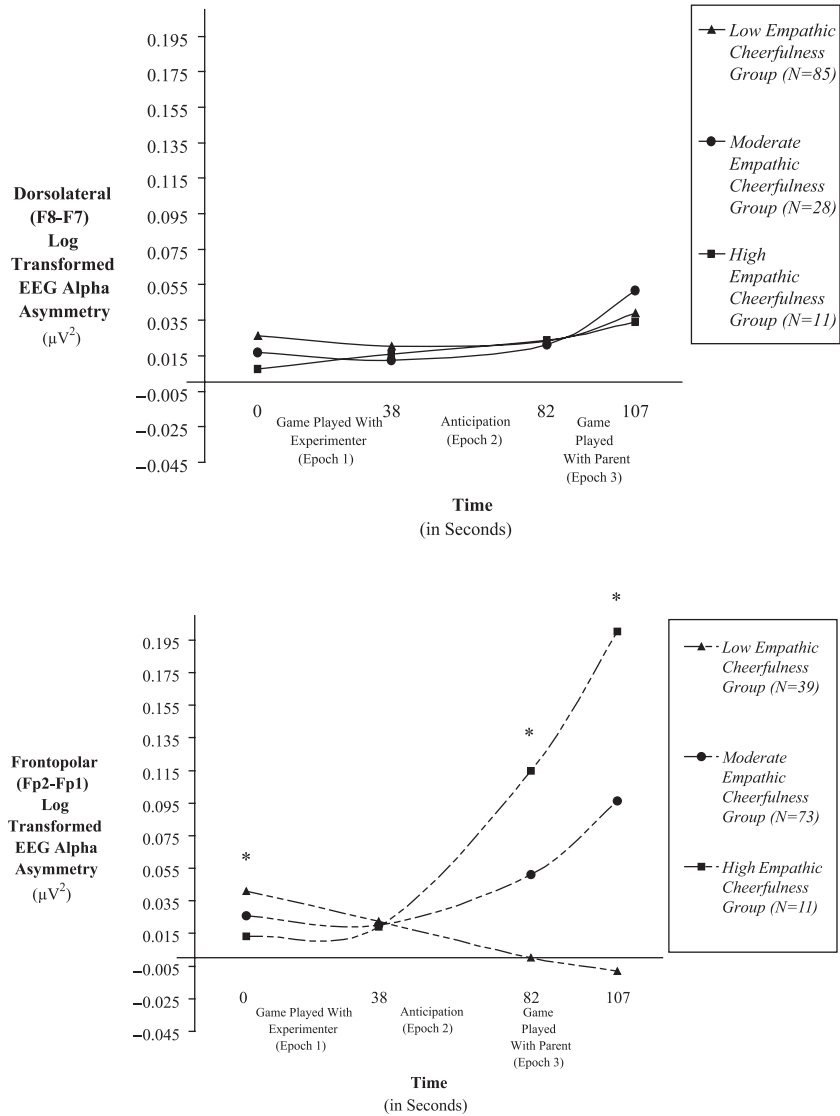 0.195
0.175
0.155
0.135
0.115
0.095
0.075
0.055
0.035
0.015
−0.005
−0.025
−0.045
Dorsolateral
(F8-F7)
Log
Transformed
EEG Alpha
Asymmetry
(µV²)
0 38 82 107
Game Played With
Experimenter
(Epoch 1)
Anticipation
(Epoch 2)
Game
Played
With Parent
(Epoch 3)
Time
(in Seconds)
Low Empathic
Cheerfulness
Group (N=85)
Moderate
Empathic
Cheerfulness
Group (N=28)
High
Empathic
Cheerfulness
Group (N=11)
0.195
0.175
0.155
0.135
0.115
0.095
0.075
0.055
0.035
0.015
−0.005
−0.025
−0.045
Frontopolar
(Fp2-Fp1)
Log
Transformed
EEG Alpha
Asymmetry
(µV²)
*
*
*
0 38 82 107
Game Played With
Experimenter
(Epoch 1)
Anticipation
(Epoch 2)
Game
Played
With Parent
(Epoch 3)
Time
(in Seconds)
Low Empathic
Cheerfulness
Group (N=39)
Moderate
Empathic
Cheerfulness
Group (N=73)
High Empathic
Cheerfulness
Group (N=11)